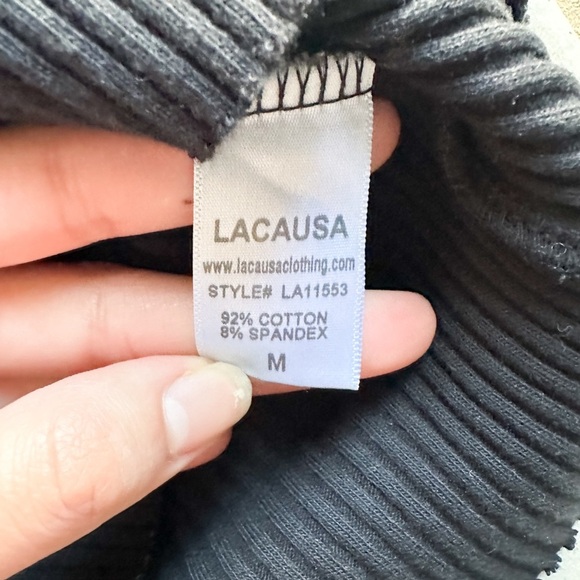 LACAUSA
www.lacausaclothing.com
STYLE# LA11553
92% COTTON
8% SPANDEX
M